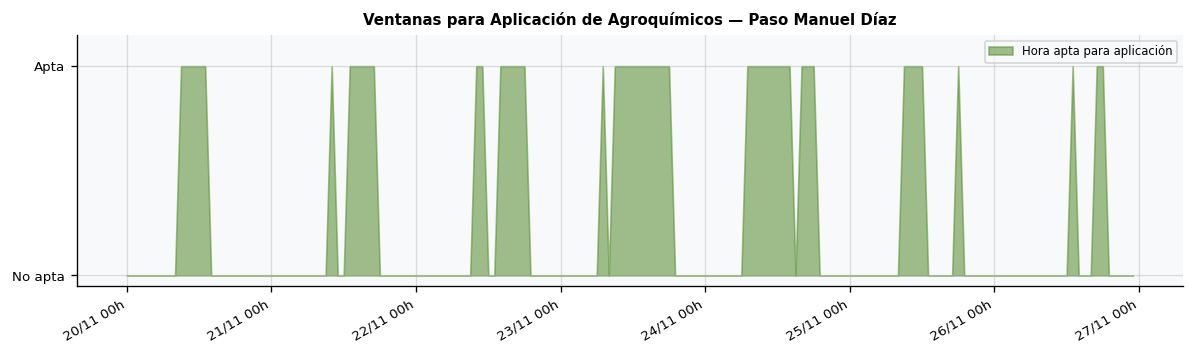 Ventanas para Aplicación de Agroquímicos — Paso Manuel Díaz
Hora apta para aplicación
Apta
No apta
20/11 00h
21/11 00h
22/11 00h
23/11 00h
24/11 00h
25/11 00h
26/11 00h
27/11 00h